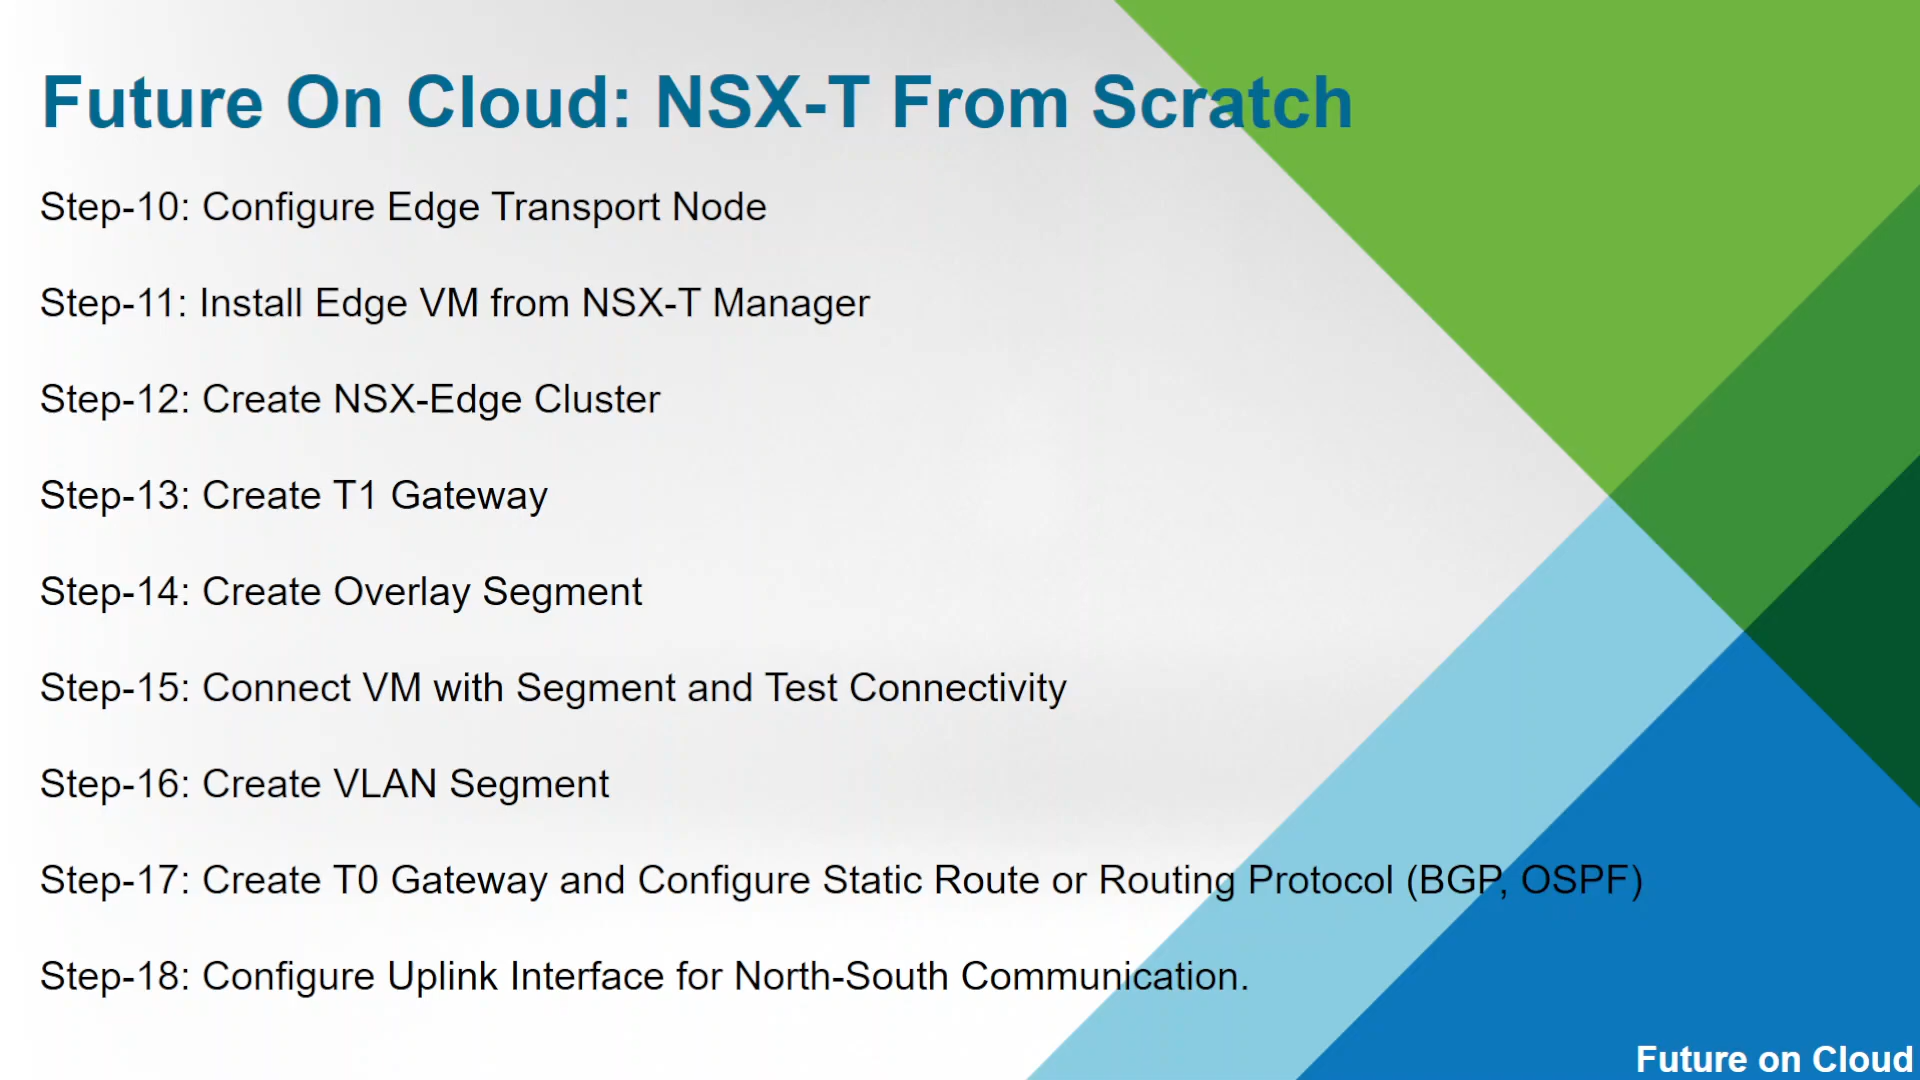 Future On Cloud: NSX-T From Scratch
Step-10: Configure Edge Transport Node
Step-11: Install Edge VM from NSX-T Manager
Step-12: Create NSX-Edge Cluster
Step-13: Create T1 Gateway
Step-14: Create Overlay Segment
Step-15: Connect VM with Segment and Test Connectivity
Step-16: Create VLAN Segment
Step-17: Create T0 Gateway and Configure Static Route or Routing Protocol (BGP, OSPF)
Step-18: Configure Uplink Interface for North-South Communication.
Future on Cloud